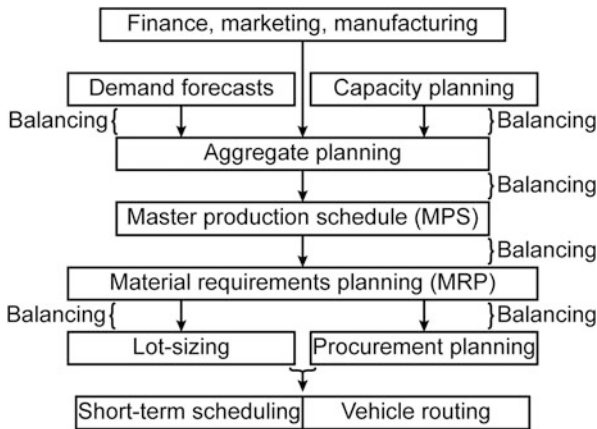 Finance, marketing, manufacturing
Demand forecasts
Capacity planning
Balancing
Balancing
Aggregate planning
Balancing
Master production schedule (MPS)
Balancing
Material requirements planning (MRP)
Balancing
Balancing
Lot-sizing
Procurement planning
Short-term scheduling
Vehicle routing